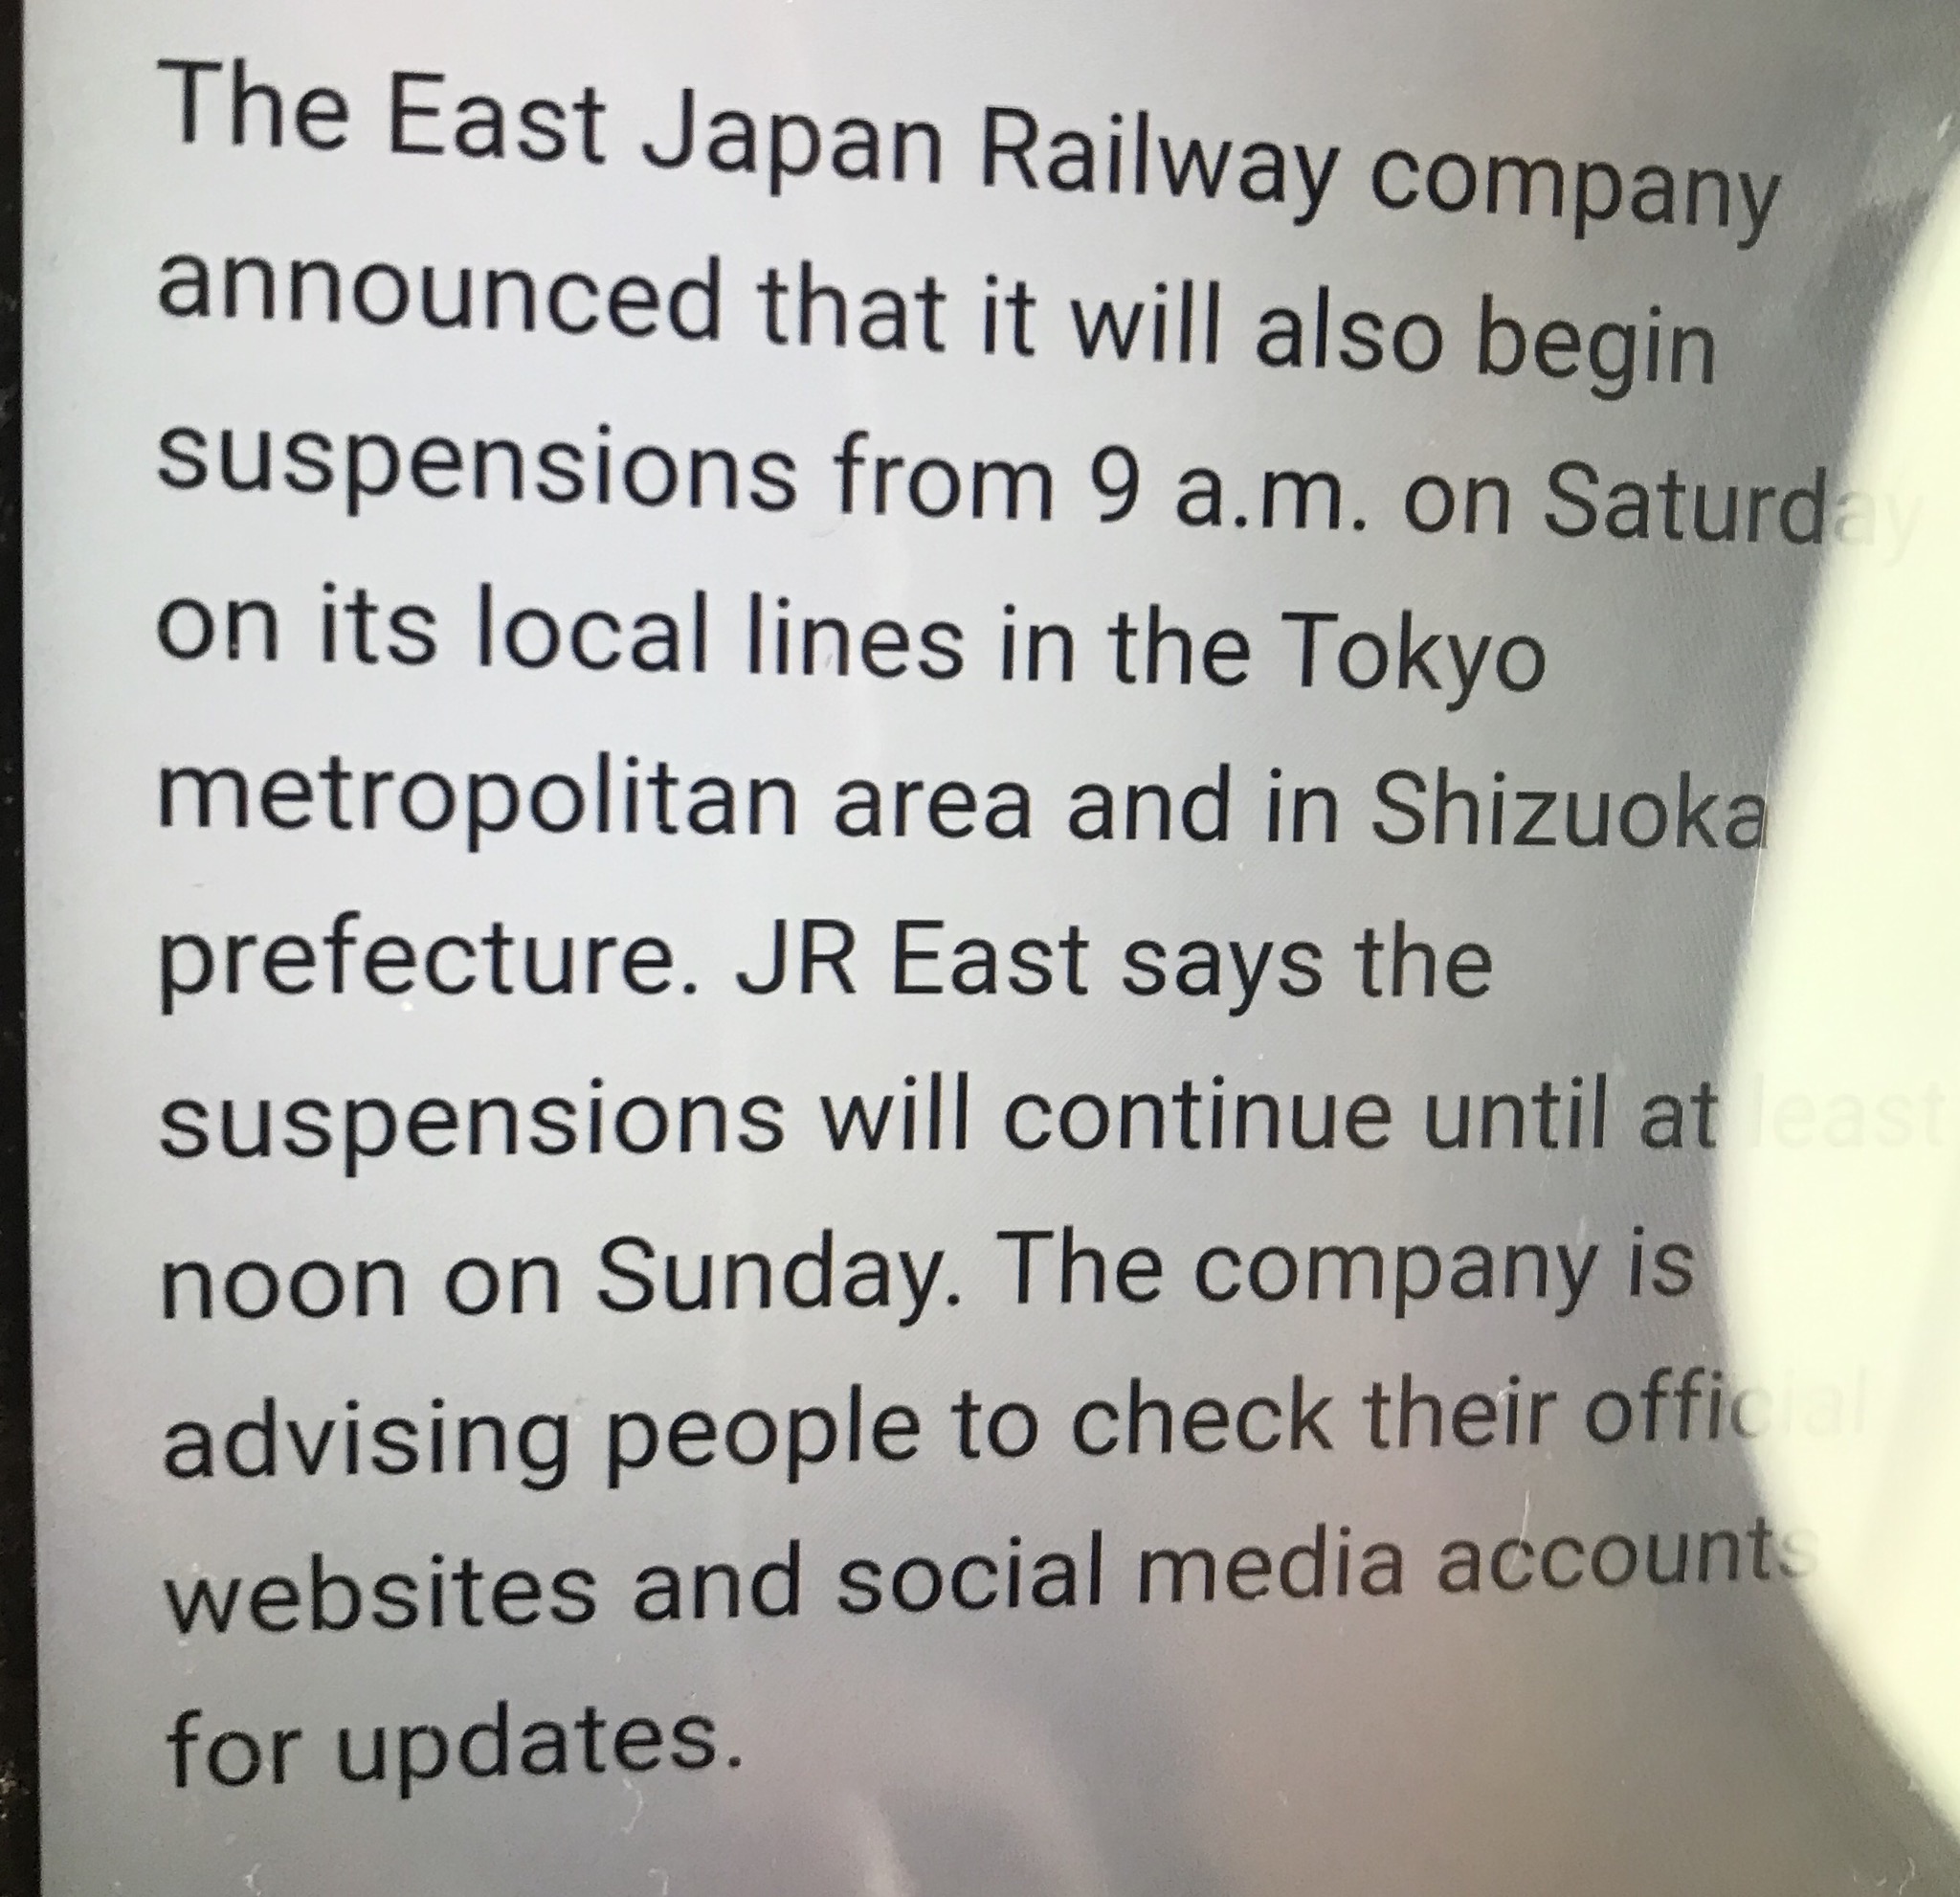 The East Japan Railway company
announced that it will also begin
suspensions from 9 a.m. on Saturday
on its local lines in the Tokyo
metropolitan area and in Shizuoka
prefecture. JR East says the
suspensions will continue until at least
noon on Sunday. The company is
advising people to check their official
websites and social media accounts
for updates.